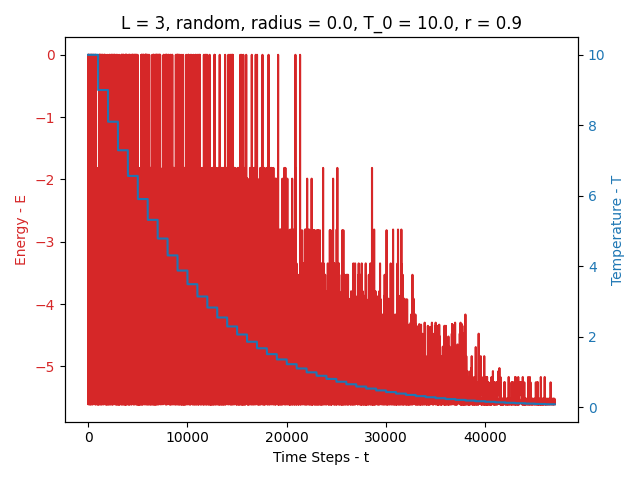 L = 3, random, radius = 0.0, T_0 = 10.0, r = 0.9
Energy - E
0
−1
−2
−3
−4
−5
10
8
6
4
2
0
Temperature - T
0 10000 20000 30000 40000
Time Steps - t